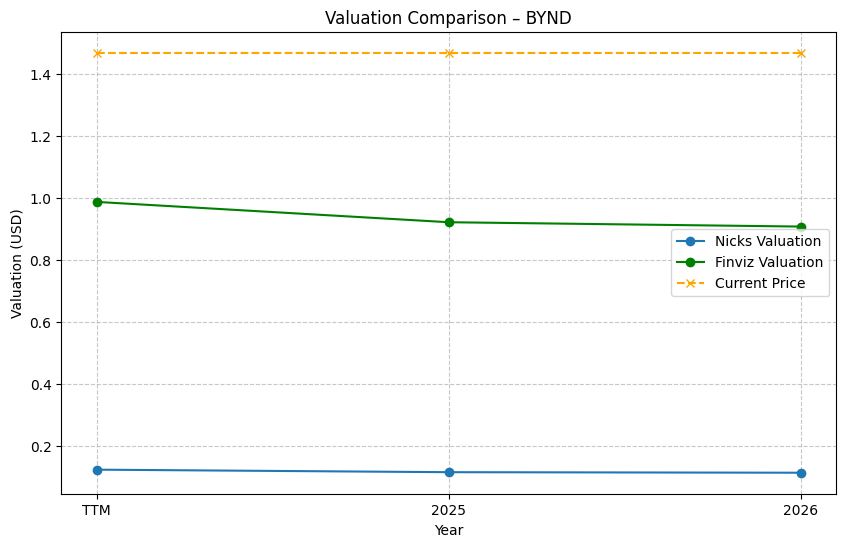 Valuation Comparison – BYND
Valuation (USD)
1.4
1.2
1.0
0.8
0.6
0.4
0.2
Nicks Valuation
Finviz Valuation
Current Price
TTM
2025
2026
Year